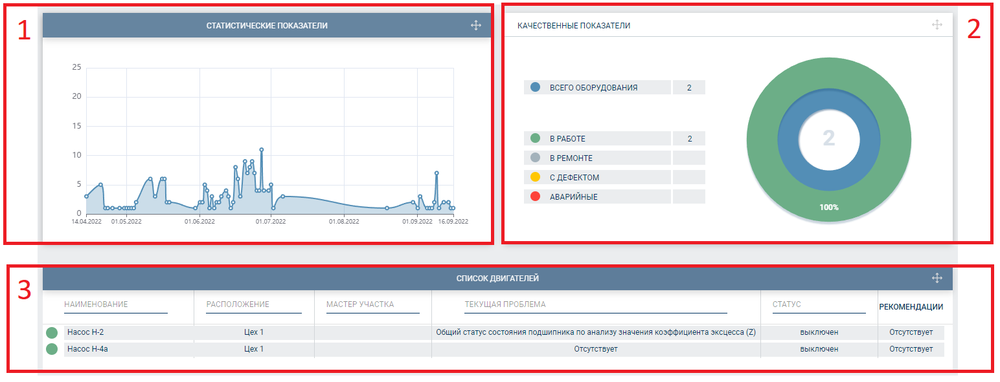 1
СТАТИСТИЧЕСКИЕ ПОКАЗАТЕЛИ
25
20
15
10
5
0
14.04.2022 01.05.2022 01.06.2022 01.07.2022 01.08.2022 01.09.2022 16.09.2022
2
КАЧЕСТВЕННЫЕ ПОКАЗАТЕЛИ
ВСЕГО ОБОРУДОВАНИЯ 2
В РАБОТЕ 2
В РЕМОНТЕ
С ДЕФЕКТОМ
АВАРИЙНЫЕ
2
100%
3
СПИСОК ДВИГАТЕЛЕЙ
НАИМЕНОВАНИЕ РАСПОЛОЖЕНИЕ МАСТЕР УЧАСТКА ТЕКУЩАЯ ПРОБЛЕМА СТАТУС РЕКОМЕНДАЦИИ
Насос Н-2 Цех 1 Общий статус состояния подшипника по анализу значения коэффициента эксцесса (Z) выключен Отсутствует
Насос Н-4а Цех 1 Отсутствует выключен Отсутствует